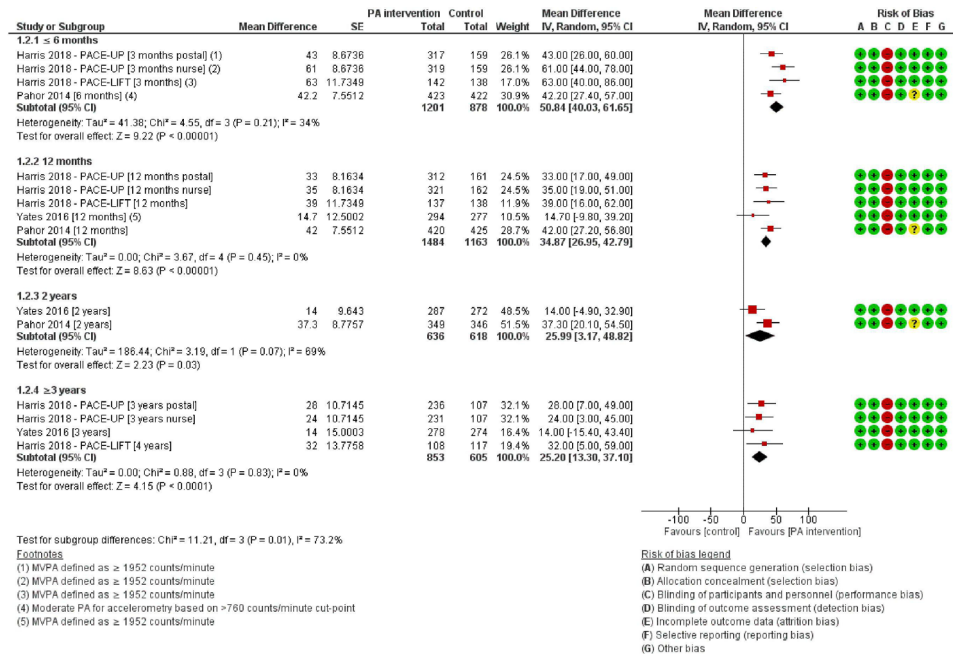 PA intervention Control Mean Difference Mean Difference Risk of Bias
Study or Subgroup Mean Difference SE Total Total Weight IV, Random, 95% CI IV, Random, 95% CI A B C D E F G
1.2.1 ≤ 6 months
Harris 2018 - PACE-UP [3 months postal] (1) 43 8.6736 317 159 26.1% 43.00 [26.00, 60.00] + + − + + + +
Harris 2018 - PACE-UP [3 months nurse] (2) 61 8.6736 319 159 26.1% 61.00 [44.00, 78.00] + + − + + + +
Harris 2018 - PACE-LIFT [3 months] (3) 63 11.7349 142 138 17.0% 63.00 [40.00, 86.00] + + − + + + +
Pahor 2014 [6 months] (4) 42.2 7.5512 423 422 30.9% 42.20 [27.40, 57.00] + + − + ? + +
Subtotal (95% CI) 1201 878 100.0% 50.84 [40.03, 61.65]
Heterogeneity: Tau² = 41.38; Chi² = 4.55, df = 3 (P = 0.21); I² = 34%
Test for overall effect: Z = 9.22 (P < 0.00001)
1.2.2 12 months
Harris 2018 - PACE-UP [12 months postal] 33 8.1634 312 161 24.5% 33.00 [17.00, 49.00] + + − + + + +
Harris 2018 - PACE-UP [12 months nurse] 35 8.1634 321 162 24.5% 35.00 [19.00, 51.00] + + − + + + +
Harris 2018 - PACE-LIFT [12 months] 39 11.7349 137 138 11.9% 39.00 [16.00, 62.00] + + − + + + +
Yates 2016 [12 months] (5) 14.7 12.5002 294 277 10.5% 14.70 [-9.80, 39.20] + + − + + + +
Pahor 2014 [12 months] 42 7.5512 420 425 28.7% 42.00 [27.20, 56.80] + + − + ? + +
Subtotal (95% CI) 1484 1163 100.0% 34.87 [26.95, 42.79]
Heterogeneity: Tau² = 0.00; Chi² = 3.67, df = 4 (P = 0.45); I² = 0%
Test for overall effect: Z = 8.63 (P < 0.00001)
1.2.3 2 years
Yates 2016 [2 years] 14 9.643 287 272 48.5% 14.00 [-4.90, 32.90] + + − + + + +
Pahor 2014 [2 years] 37.3 8.7757 349 346 51.5% 37.30 [20.10, 54.50] + + − + ? + +
Subtotal (95% CI) 636 618 100.0% 25.99 [3.17, 48.82]
Heterogeneity: Tau² = 186.44; Chi² = 3.19, df = 1 (P = 0.07); I² = 69%
Test for overall effect: Z = 2.23 (P = 0.03)
1.2.4 ≥3 years
Harris 2018 - PACE-UP [3 years postal] 28 10.7145 236 107 32.1% 28.00 [7.00, 49.00] + + − + + + +
Harris 2018 - PACE-UP [3 years nurse] 24 10.7145 231 107 32.1% 24.00 [3.00, 45.00] + + − + + + +
Yates 2016 [3 years] 14 15.0003 278 274 16.4% 14.00 [-15.40, 43.40] + + − + + + +
Harris 2018 - PACE-LIFT [4 years] 32 13.7758 108 117 19.4% 32.00 [5.00, 59.00] + + − + + + +
Subtotal (95% CI) 853 605 100.0% 25.20 [13.30, 37.10]
Heterogeneity: Tau² = 0.00; Chi² = 0.88, df = 3 (P = 0.83); I² = 0%
Test for overall effect: Z = 4.15 (P < 0.0001)
-100 -50 0 50 100
Favours [control] Favours [PA intervention]
Test for subgroup differences: Chi² = 11.21, df = 3 (P = 0.01), I² = 73.2%
Footnotes
(1) MVPA defined as ≥ 1952 counts/minute
(2) MVPA defined as ≥ 1952 counts/minute
(3) MVPA defined as ≥ 1952 counts/minute
(4) Moderate PA for accelerometry based on >760 counts/minute cut-point
(5) MVPA defined as ≥ 1952 counts/minute
Risk of bias legend
(A) Random sequence generation (selection bias)
(B) Allocation concealment (selection bias)
(C) Blinding of participants and personnel (performance bias)
(D) Blinding of outcome assessment (detection bias)
(E) Incomplete outcome data (attrition bias)
(F) Selective reporting (reporting bias)
(G) Other bias